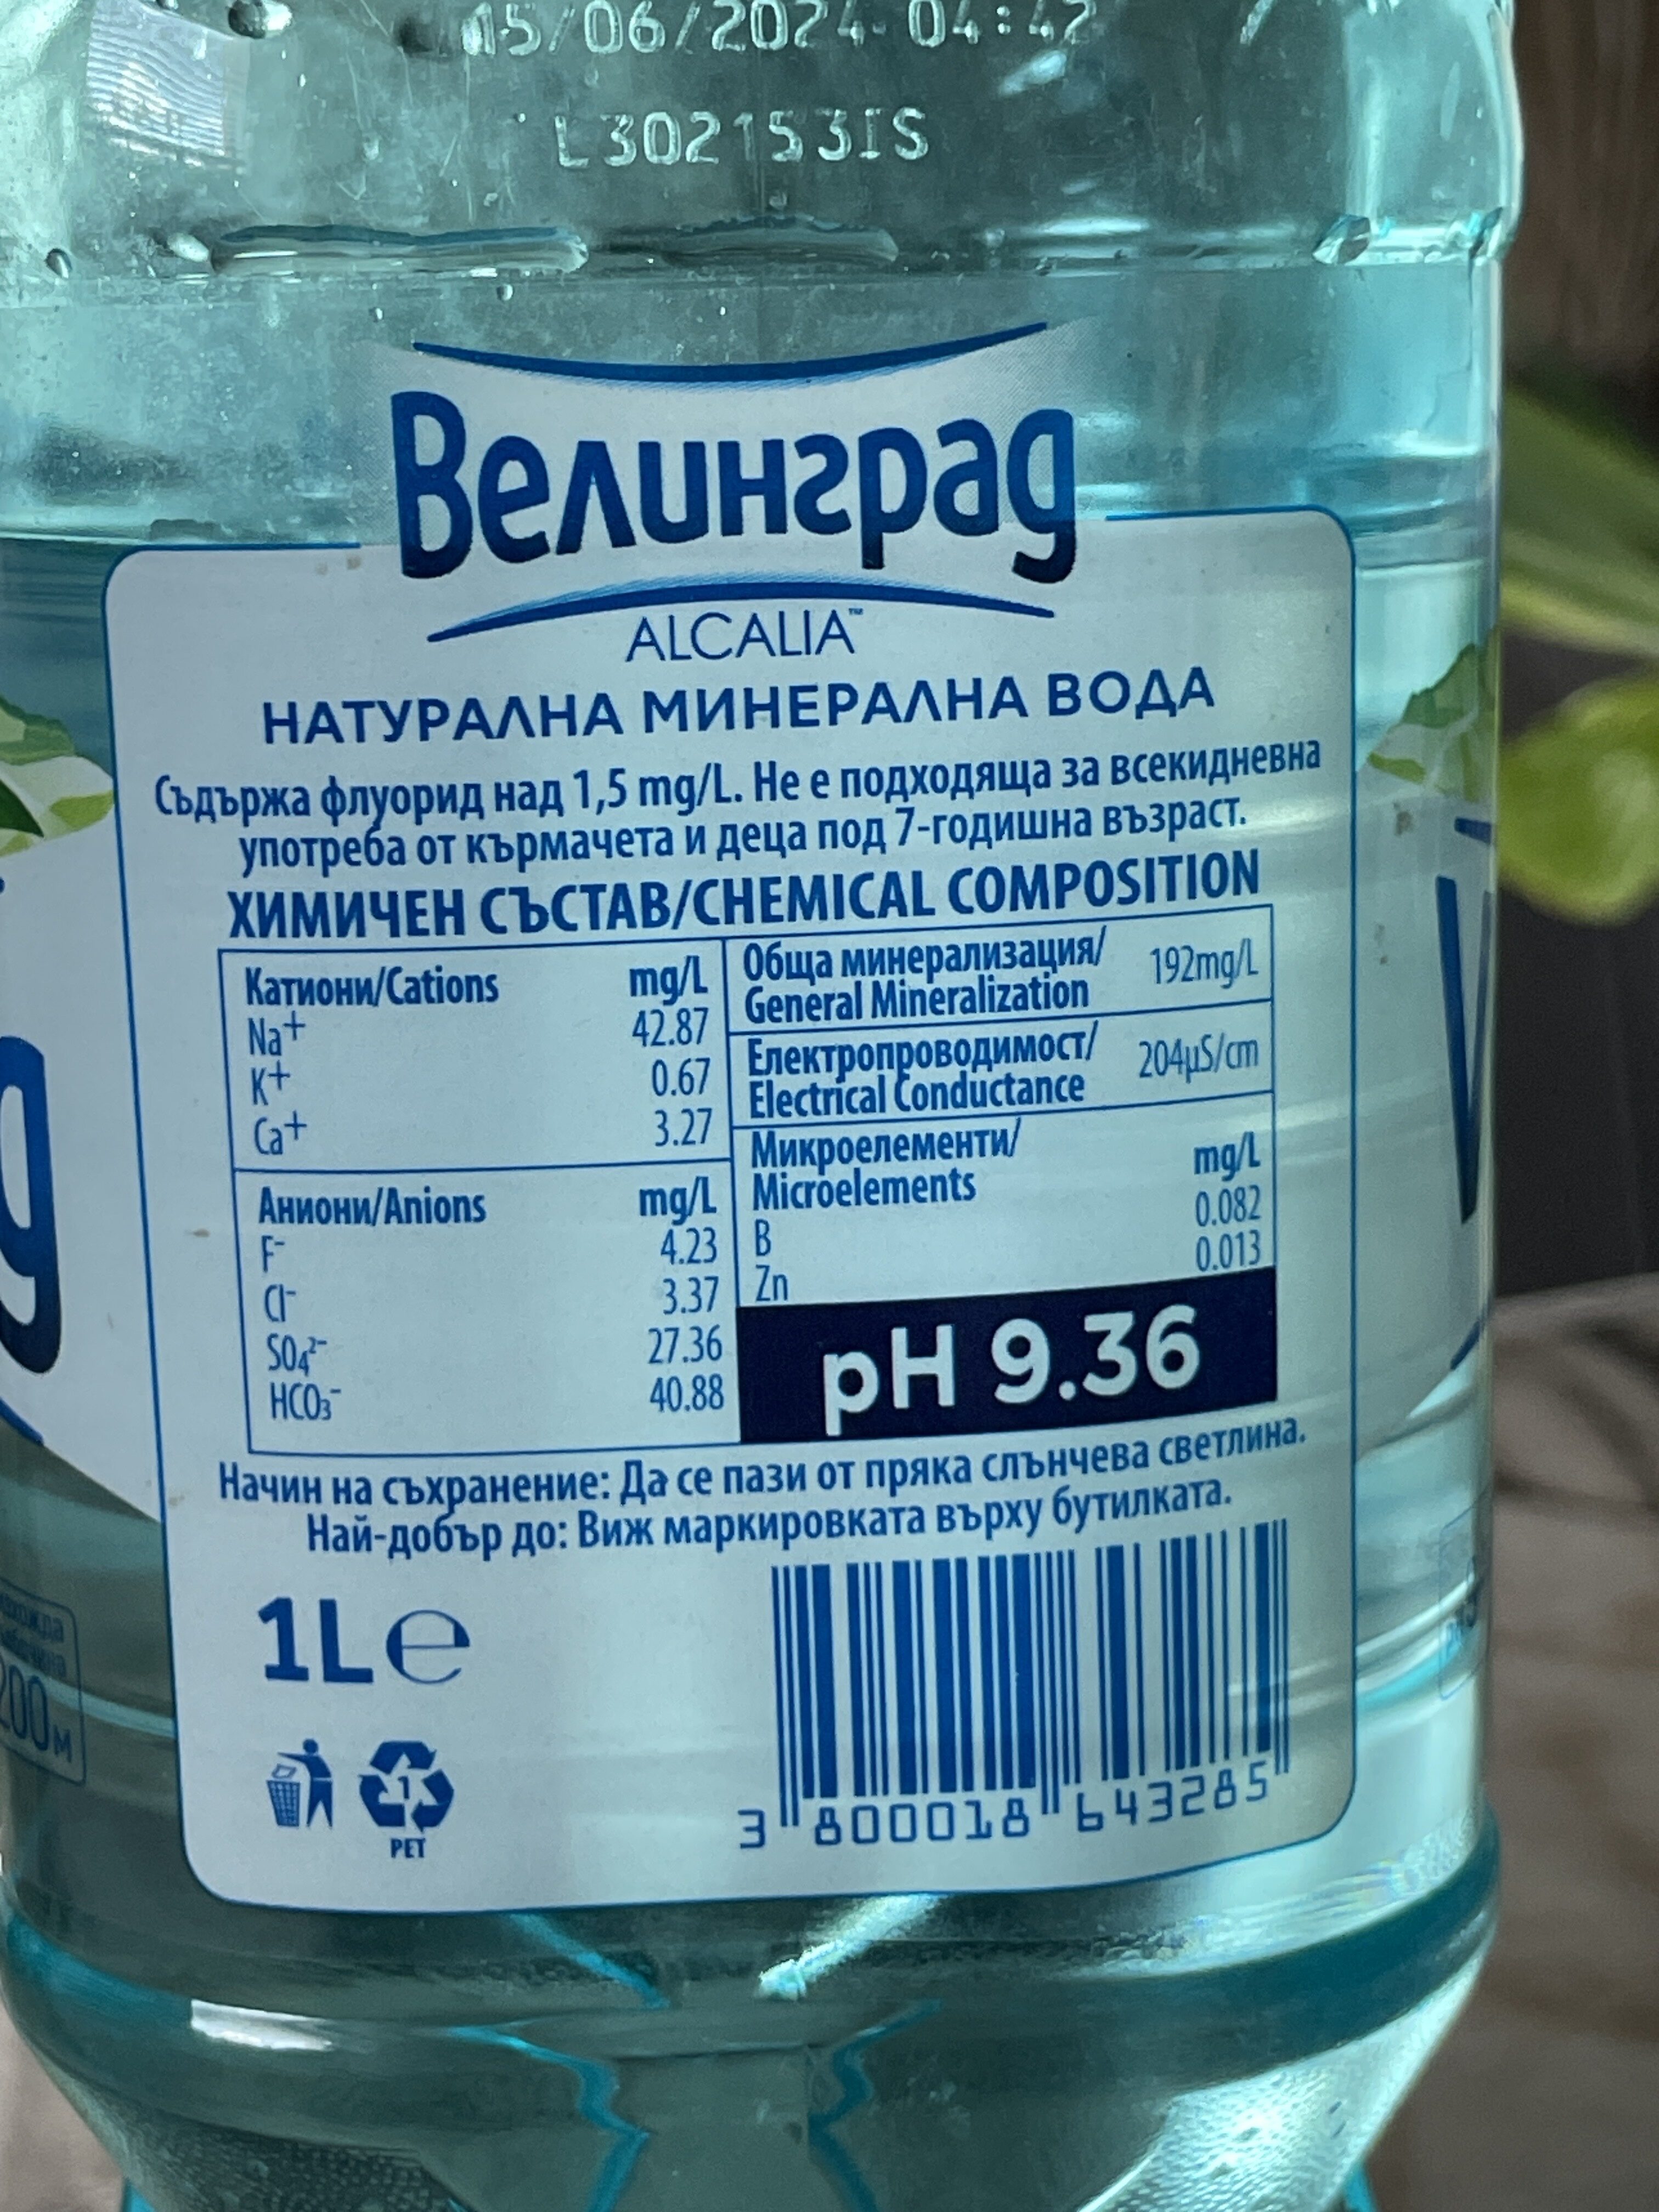 15/06/2024 04:42
L302153IS
Велинград
ALCALIA™
НАТУРАЛНА МИНЕРАЛНА ВОДА
Съдържа флуорид над 1,5 mg/L. Не е подходяща за всекидневна
употреба от кърмачета и деца под 7-годишна възраст.
ХИМИЧЕН СЪСТАВ/CHEMICAL COMPOSITION
Катиони/Cations mg/L
Na+ 42.87
K+ 0.67
Ca+ 3.27
Аниони/Anions mg/L
F⁻ 4.23
Cl⁻ 3.37
SO₄²⁻ 27.36
HCO₃⁻ 40.88
Обща минерализация/
General Mineralization 192mg/L
Електропроводимост/
Electrical Conductance 204µS/cm
Микроелементи/
Microelements mg/L
B 0.082
Zn 0.013
pH 9.36
Начин на съхранение: Да се пази от пряка слънчева светлина.
Най-добър до: Виж маркировката върху бутилката.
1L℮
1
PET
3 800018 643285